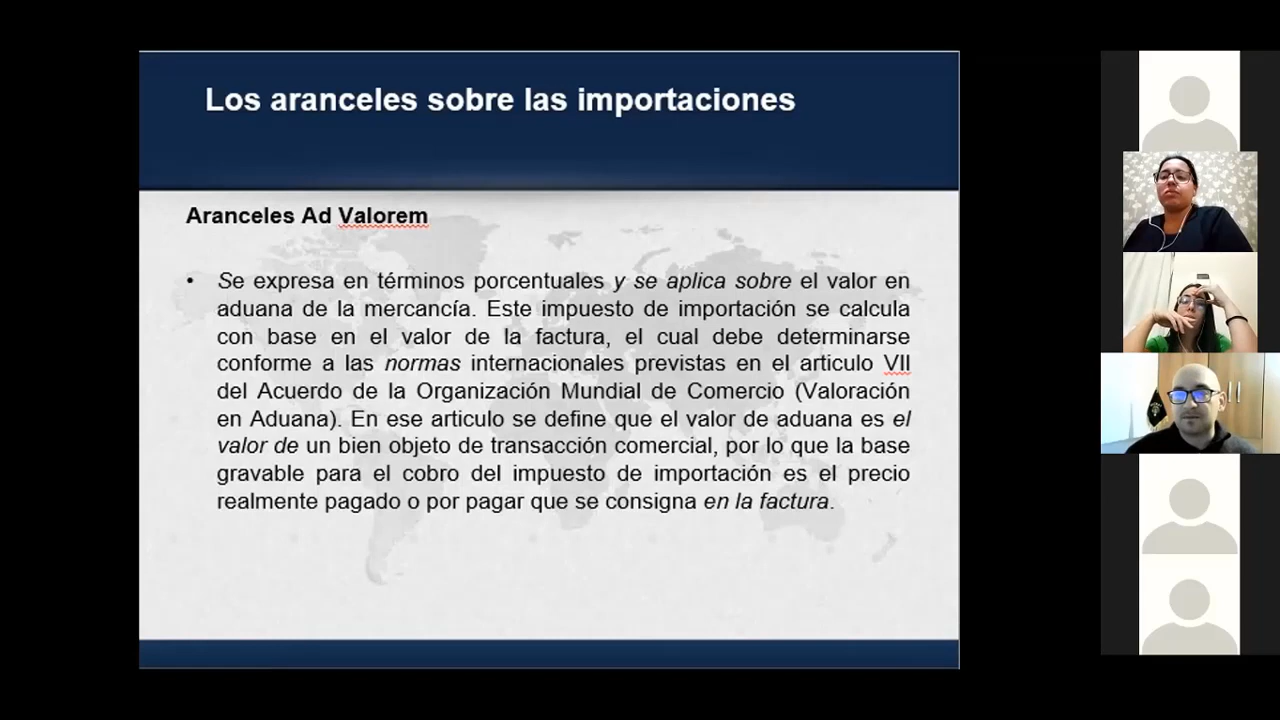 Los aranceles sobre las importaciones
Aranceles Ad Valorem
• Se expresa en términos porcentuales y se aplica sobre el valor en
aduana de la mercancía. Este impuesto de importación se calcula
con base en el valor de la factura, el cual debe determinarse
conforme a las normas internacionales previstas en el articulo VII
del Acuerdo de la Organización Mundial de Comercio (Valoración
en Aduana). En ese articulo se define que el valor de aduana es el
valor de un bien objeto de transacción comercial, por lo que la base
gravable para el cobro del impuesto de importación es el precio
realmente pagado o por pagar que se consigna en la factura.